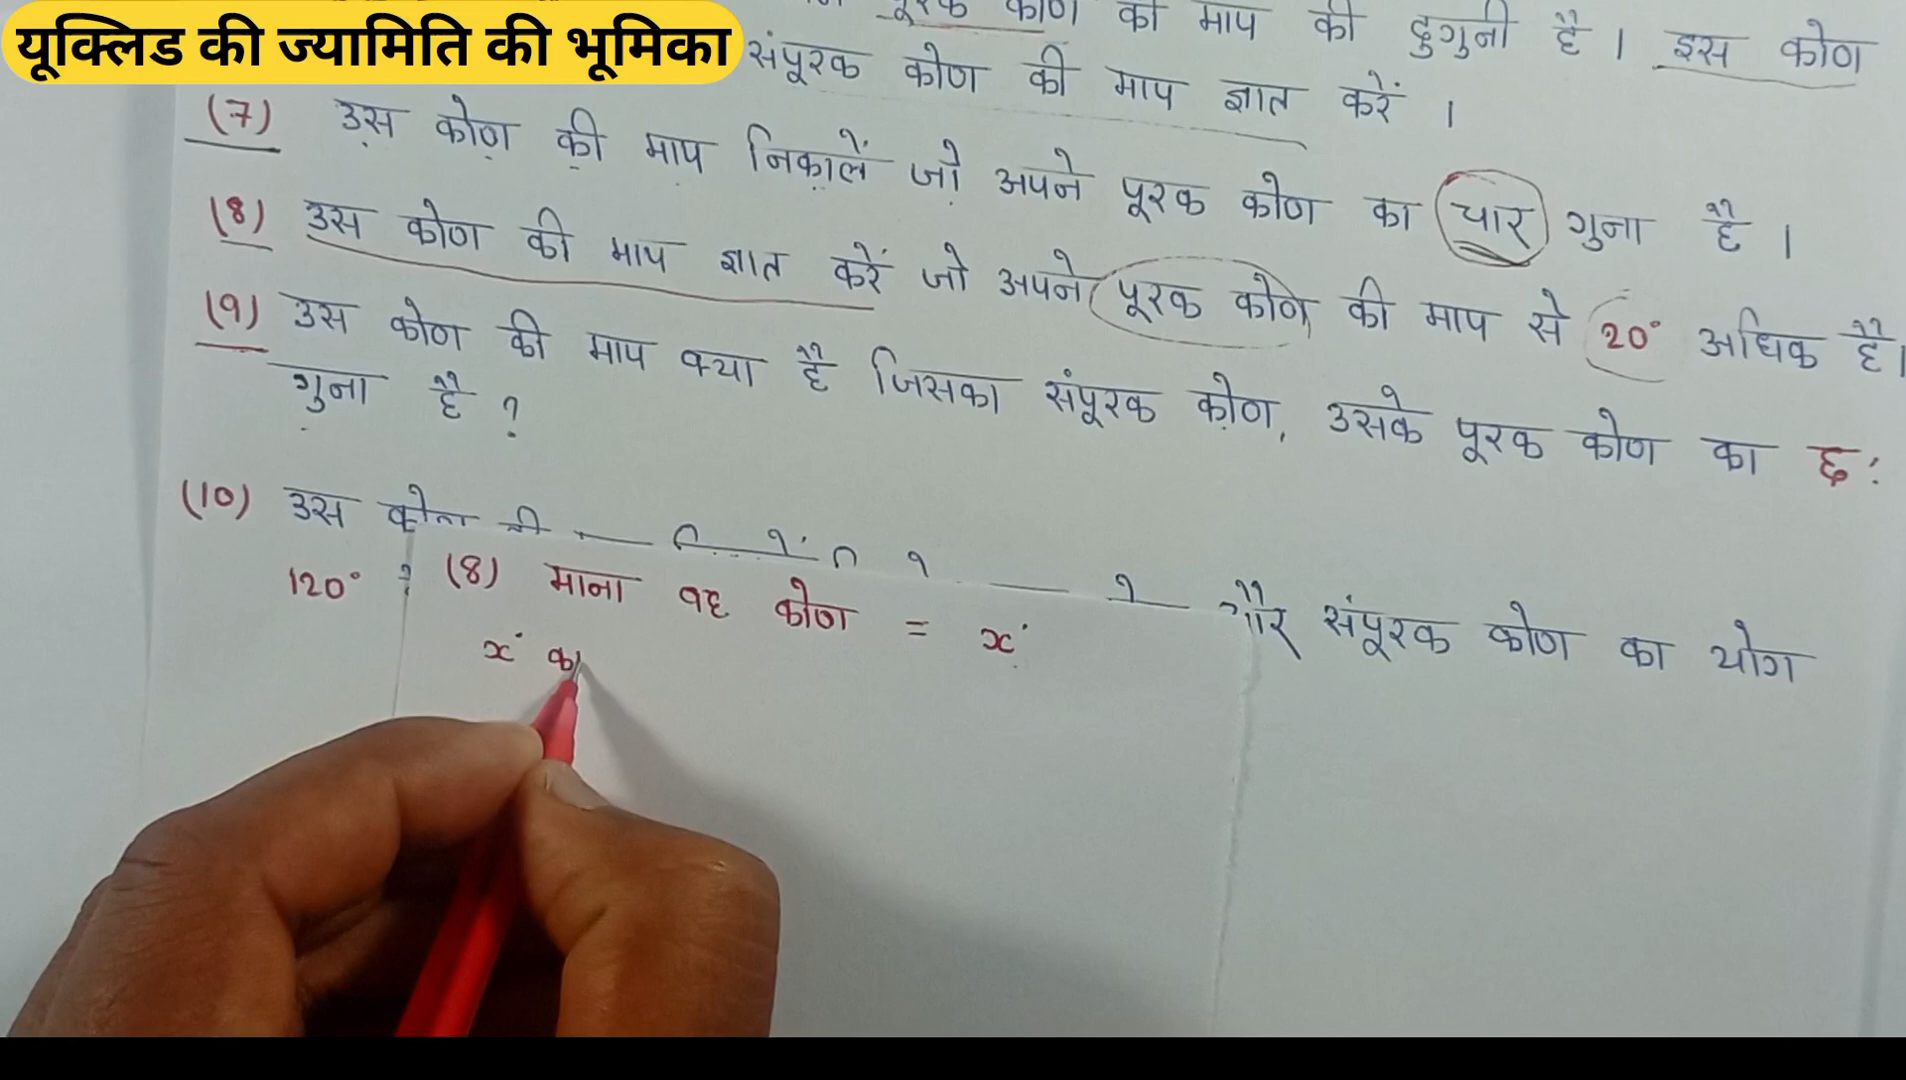 यूक्लिड की ज्यामिति की भूमिका
पूरक कोण की माप की दुगुनी है । इस कोण
संपूरक कोण की माप ज्ञात करें ।
(7) उस कोण की माप निकालें जो अपने पूरक कोण का चार गुना है ।
(8) उस कोण की माप ज्ञात करें जो अपने पूरक कोण की माप से 20° अधिक है।
(9) उस कोण की माप क्या है जिसका संपूरक कोण, उसके पूरक कोण का छः
गुना है ?
(10) उस कोण की और संपूरक कोण का योग
120° ?
(8) माना वह कोण = x°
x° का